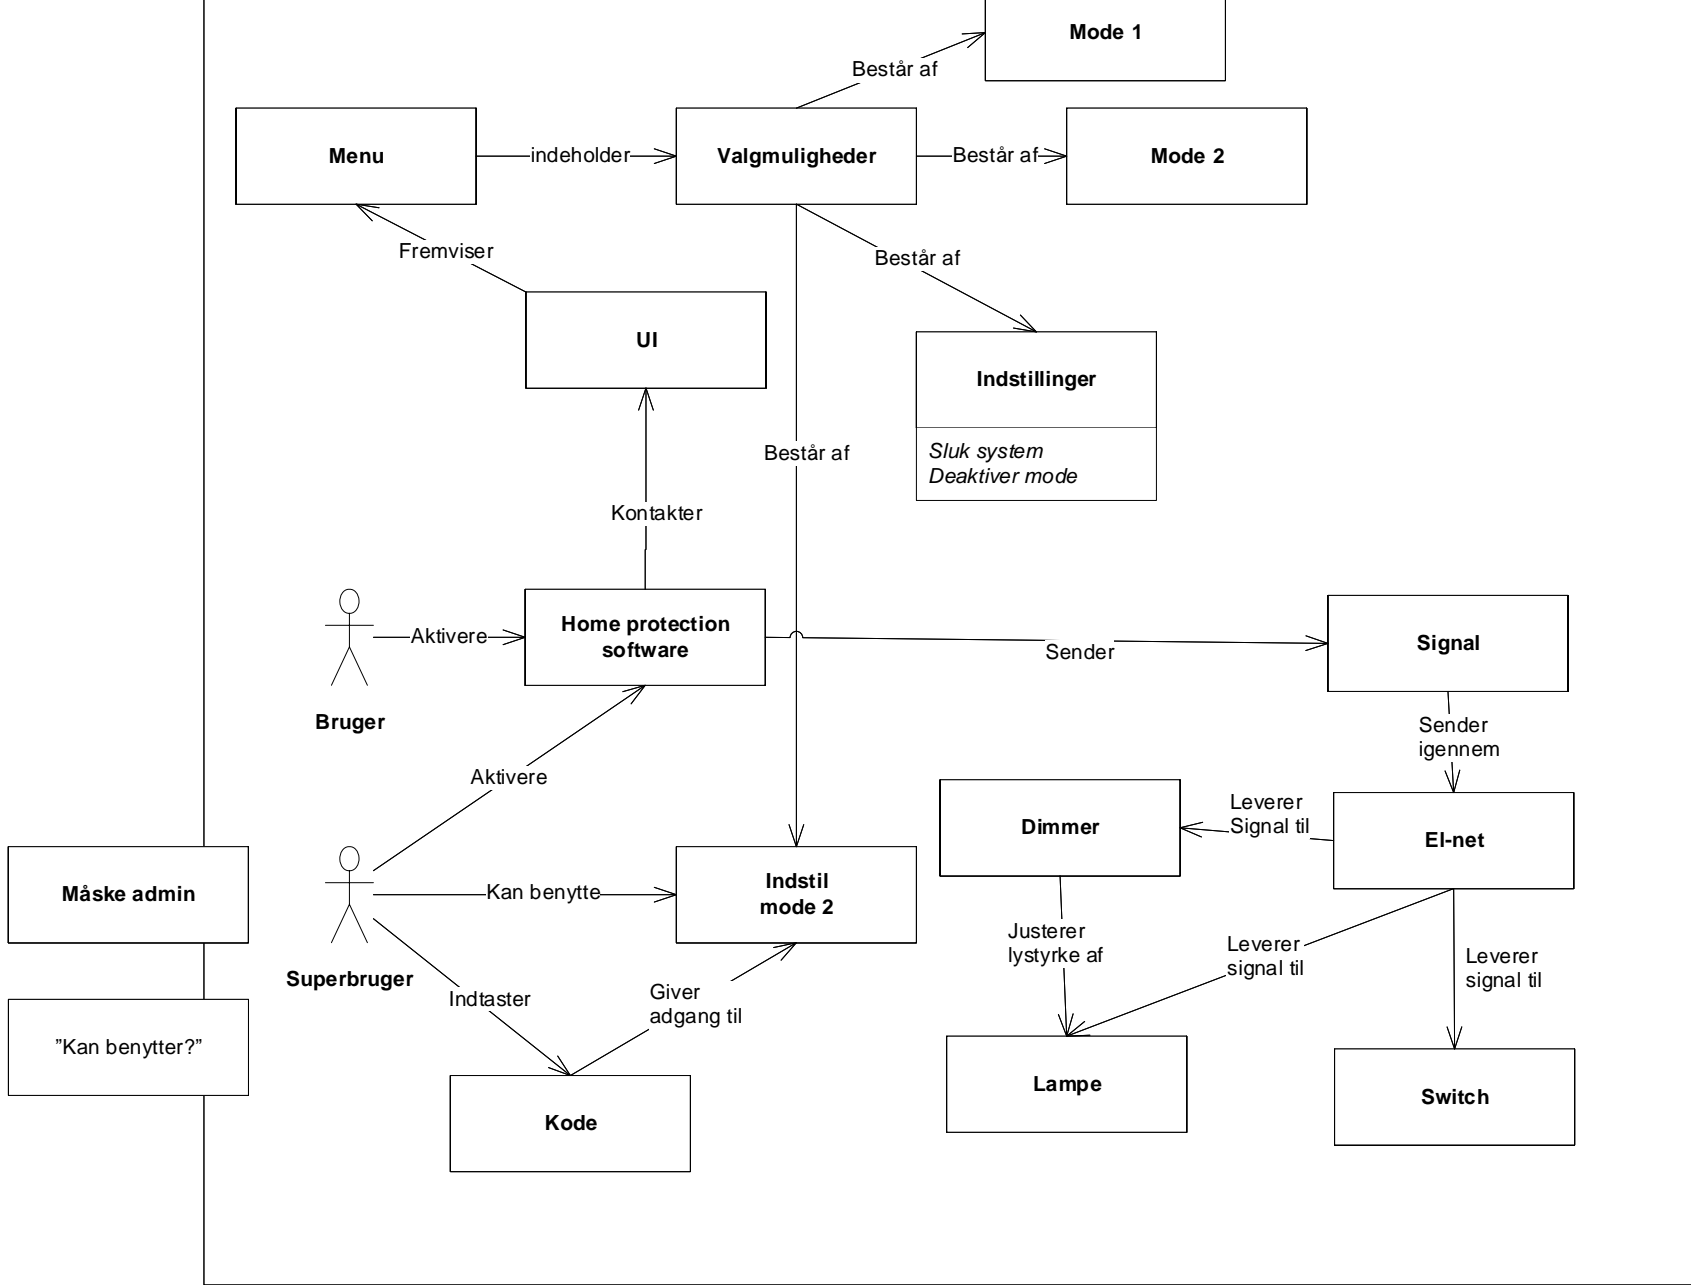 Mode 1
Består af
Menu
indeholder
Valgmuligheder
Består af
Mode 2
Fremviser
Består af
UI
Indstillinger
Sluk system
Deaktiver mode
Består af
Kontakter
Aktivere
Home protection
software
Sender
Signal
Bruger
Sender
igennem
Aktivere
Leverer
Signal til
Dimmer
El-net
Måske admin
Kan benytte
Indstil
mode 2
Justerer
lystyrke af
Leverer
signal til
Leverer
signal til
Superbruger
Indtaster
Giver
adgang til
”Kan benytter?”
Lampe
Switch
Kode